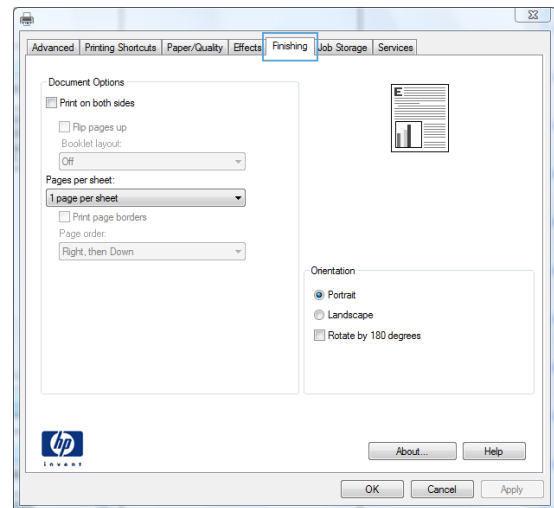 Advanced Printing Shortcuts Paper/Quality Effects Finishing Job Storage Services
Document Options
Print on both sides
Flip pages up
Booklet layout:
Off
Pages per sheet:
1 page per sheet
Print page borders
Page order:
Right, then Down
E
Orientation
Portrait
Landscape
Rotate by 180 degrees
hp
invent
About... Help
OK Cancel Apply